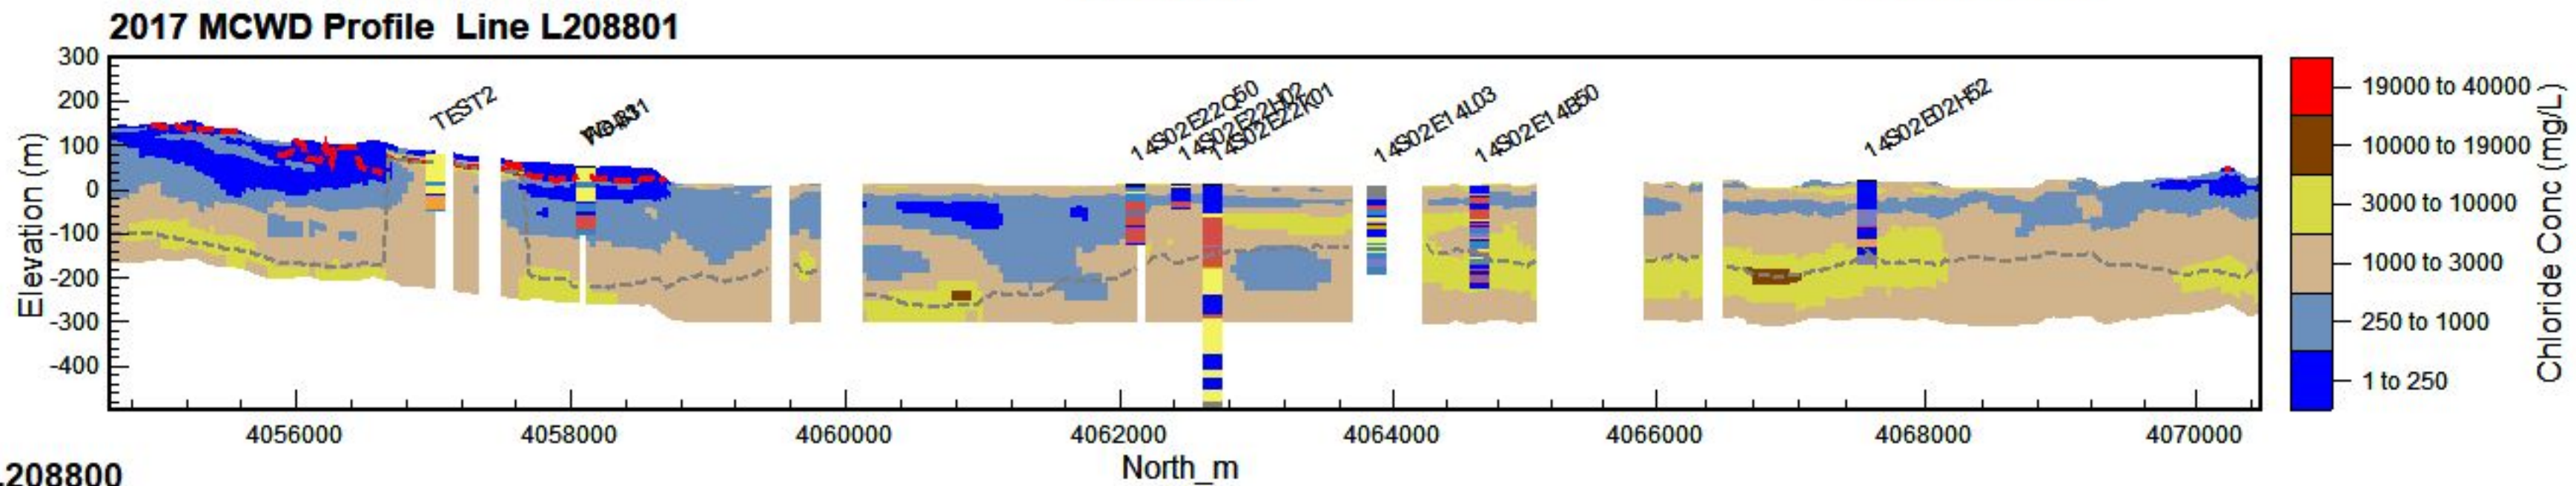 2017 MCWD Profile Line L208801
300
200
100
0
-100
-200
-300
-400
Elevation (m)
TEST2
14S02E22Q50
14S02E22H02
14S02E22K01
14S02E14L03
14S02E14B50
14S02E02H52
4056000 4058000 4060000 4062000 4064000 4066000 4068000 4070000
North_m
19000 to 40000
10000 to 19000
3000 to 10000
1000 to 3000
250 to 1000
1 to 250
Chloride Conc (mg/L)
208800